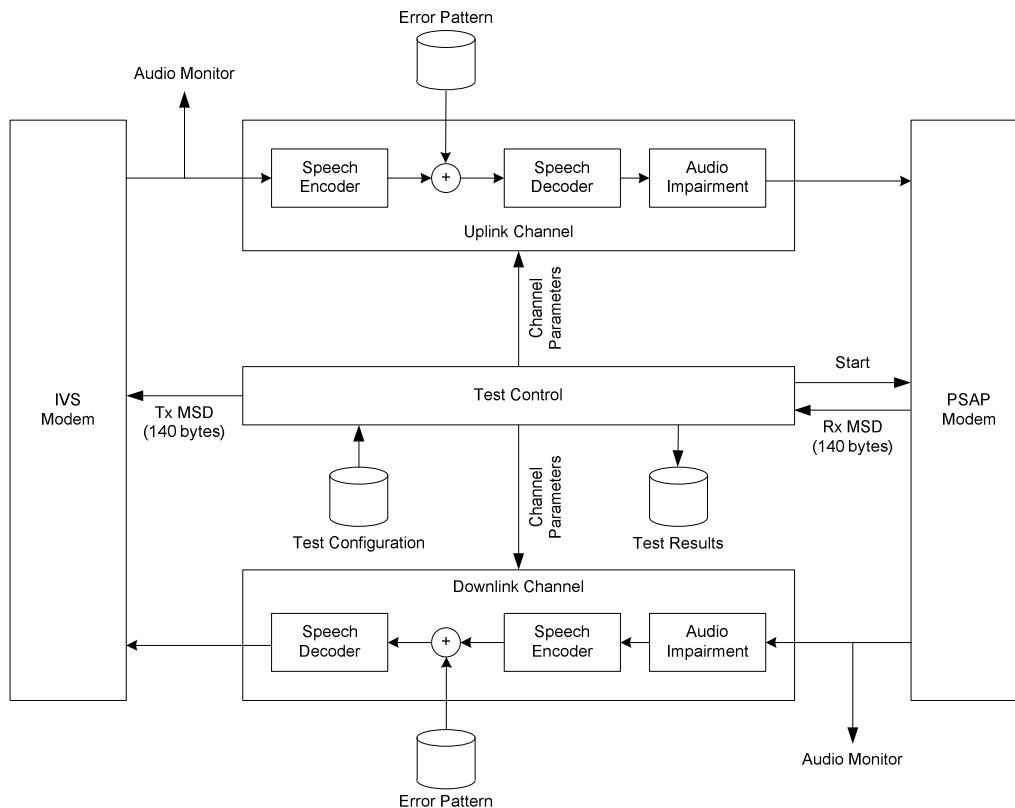 Error Pattern
Audio Monitor
Speech
Encoder
+
Speech
Decoder
Audio
Impairment
Uplink Channel
Channel
Parameters
IVS
Modem
Tx MSD
(140 bytes)
Test Control
Start
Rx MSD
(140 bytes)
PSAP
Modem
Test Configuration
Channel
Parameters
Test Results
Downlink Channel
Speech
Decoder
+
Speech
Encoder
Audio
Impairment
Audio Monitor
Error Pattern